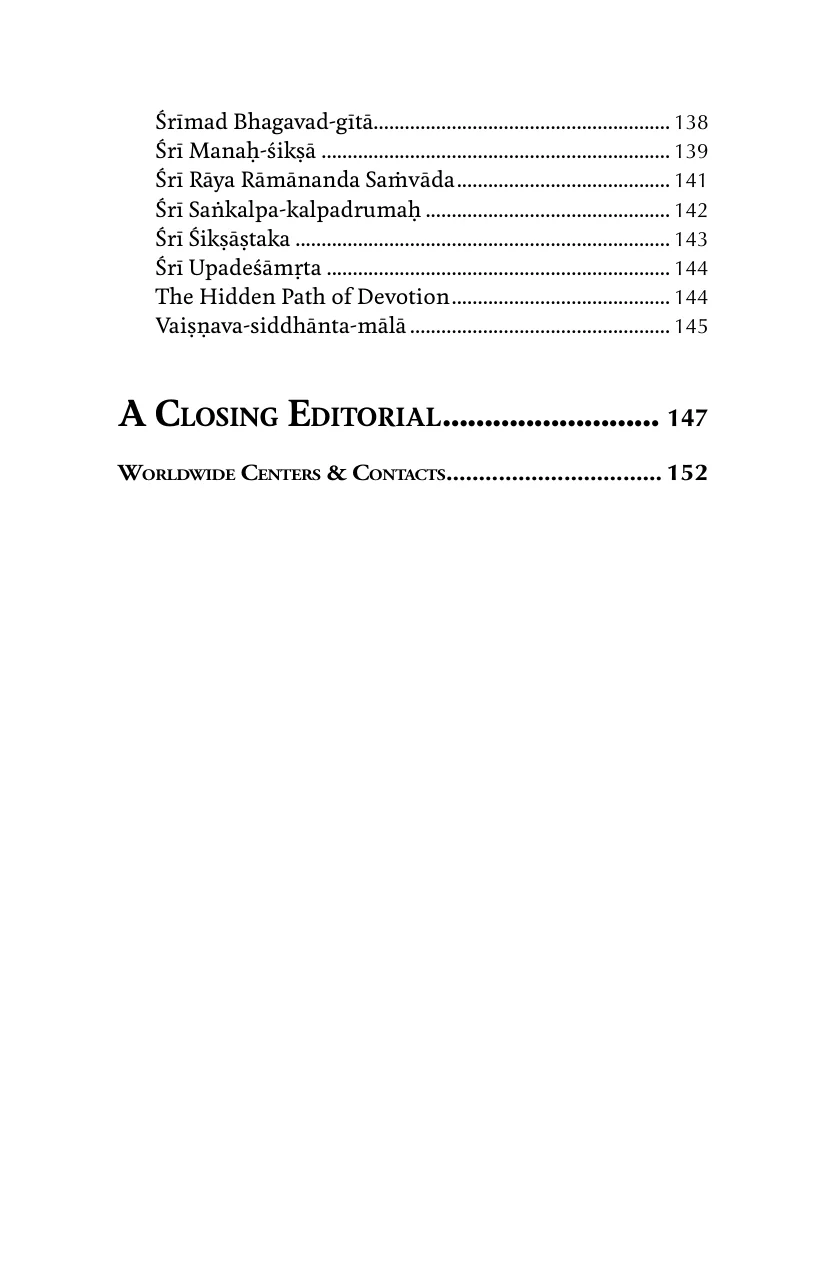 Śrīmad Bhagavad-gītā......................................................... 138
Śrī Manaḥ-śikṣā ................................................................... 139
Śrī Rāya Rāmānanda Saṁvāda......................................... 141
Śrī Saṅkalpa-kalpadrumaḥ ............................................... 142
Śrī Śikṣāṣṭaka ........................................................................ 143
Śrī Upadeśāmṛta .................................................................. 144
The Hidden Path of Devotion.......................................... 144
Vaiṣṇava-siddhānta-mālā .................................................. 145
A Closing Editorial.......................... 147
Worldwide Centers & Contacts................................. 152